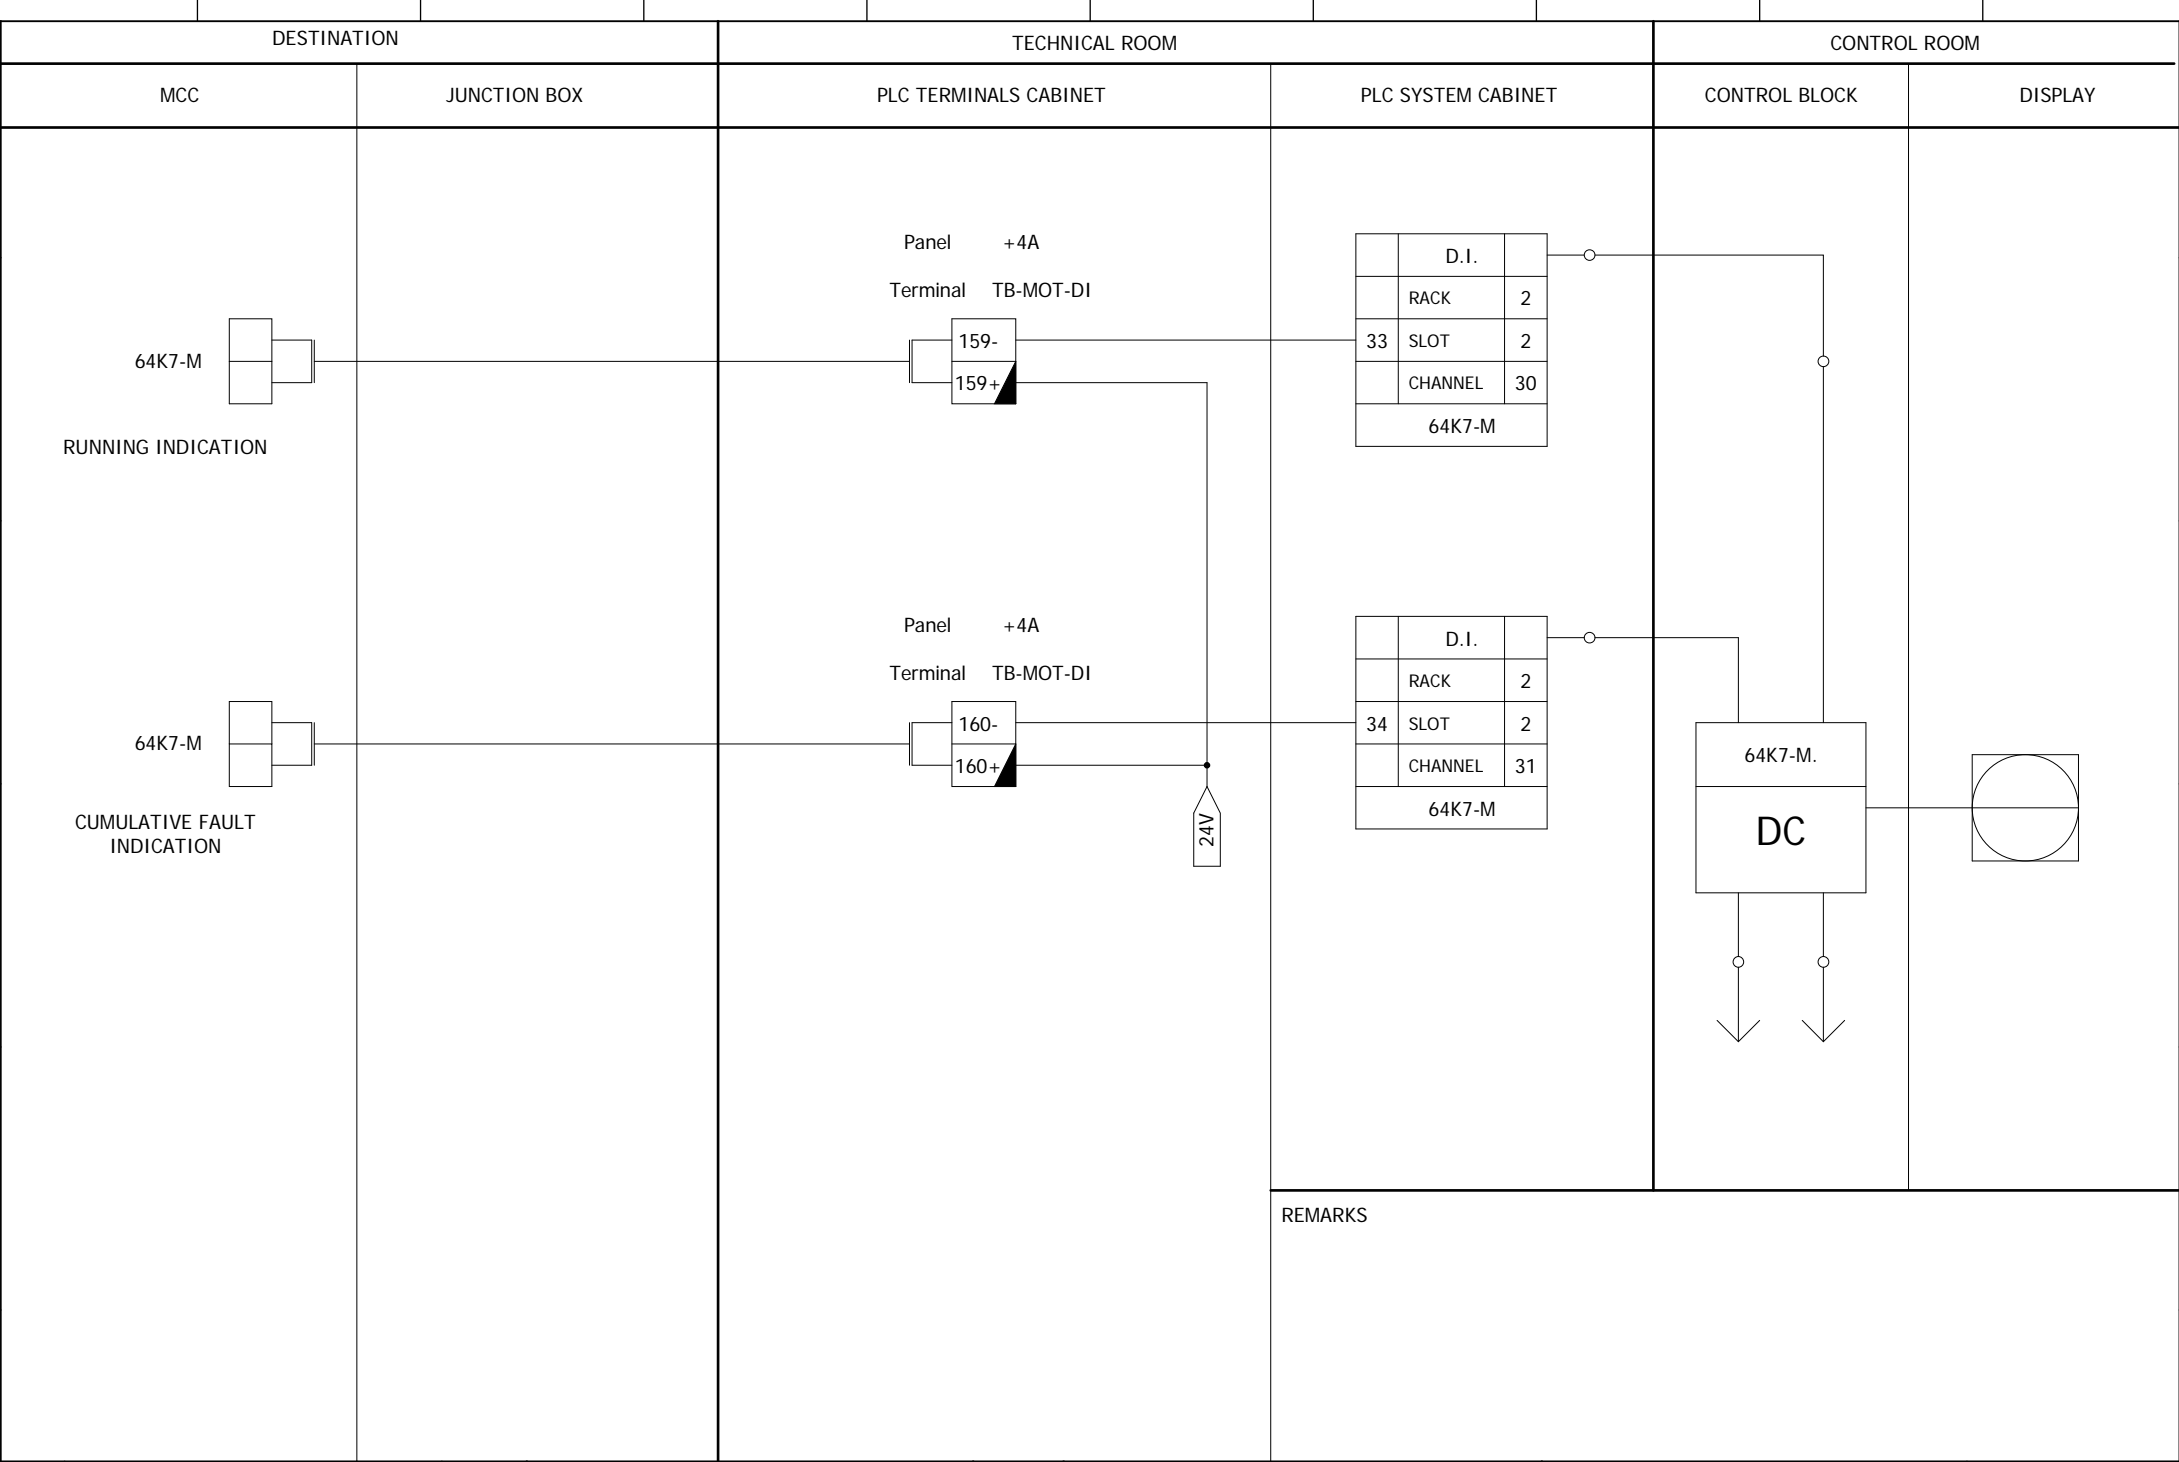 DESTINATION
TECHNICAL ROOM
CONTROL ROOM
MCC
JUNCTION BOX
PLC TERMINALS CABINET
PLC SYSTEM CABINET
CONTROL BLOCK
DISPLAY
64K7-M
RUNNING INDICATION
Panel +4A
Terminal TB-MOT-DI
159-
159+
D.I.
RACK 2
33 SLOT 2
CHANNEL 30
64K7-M
64K7-M
CUMULATIVE FAULT
INDICATION
Panel +4A
Terminal TB-MOT-DI
160-
160+
24V
D.I.
RACK 2
34 SLOT 2
CHANNEL 31
64K7-M
64K7-M.
DC
REMARKS